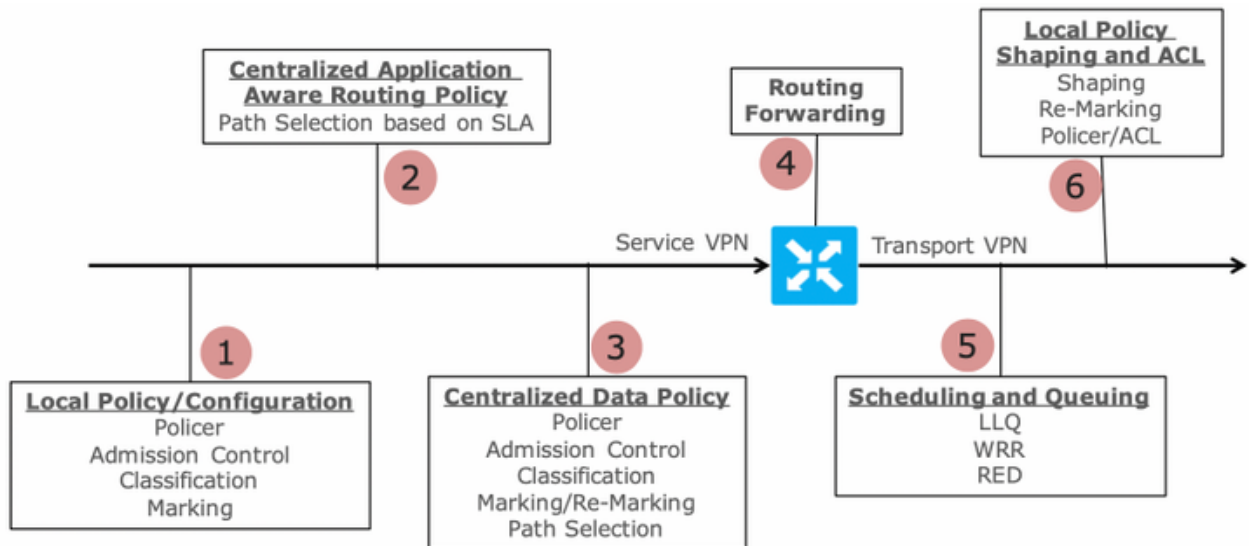 Centralized Application
Aware Routing Policy
Path Selection based on SLA
2
Routing
Forwarding
4
Local Policy
Shaping and ACL
Shaping
Re-Marking
Policer/ACL
6
Service VPN
Transport VPN
1
Local Policy/Configuration
Policer
Admission Control
Classification
Marking
3
Centralized Data Policy
Policer
Admission Control
Classification
Marking/Re-Marking
Path Selection
5
Scheduling and Queuing
LLQ
WRR
RED